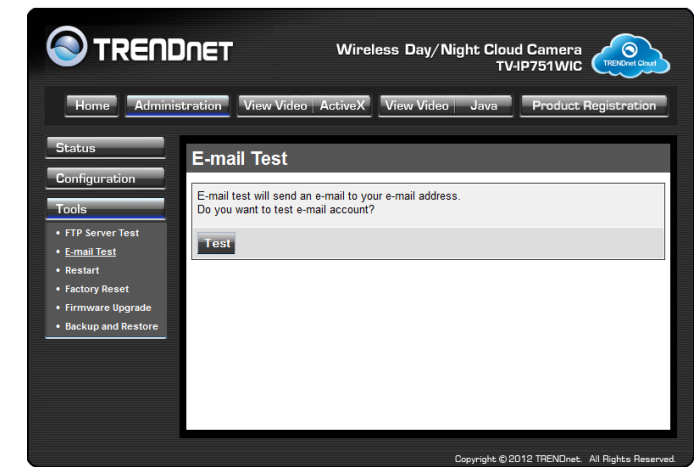 TRENDNET
Wireless Day/Night Cloud Camera
TV-IP751WIC
TRENDnet Cloud
Home Administration View Video ActiveX View Video Java Product Registration
Status
Configuration
Tools
• FTP Server Test
• E-mail Test
• Restart
• Factory Reset
• Firmware Upgrade
• Backup and Restore
E-mail Test
E-mail test will send an e-mail to your e-mail address.
Do you want to test e-mail account?
Test
Copyright © 2012 TRENDnet. All Rights Reserved.